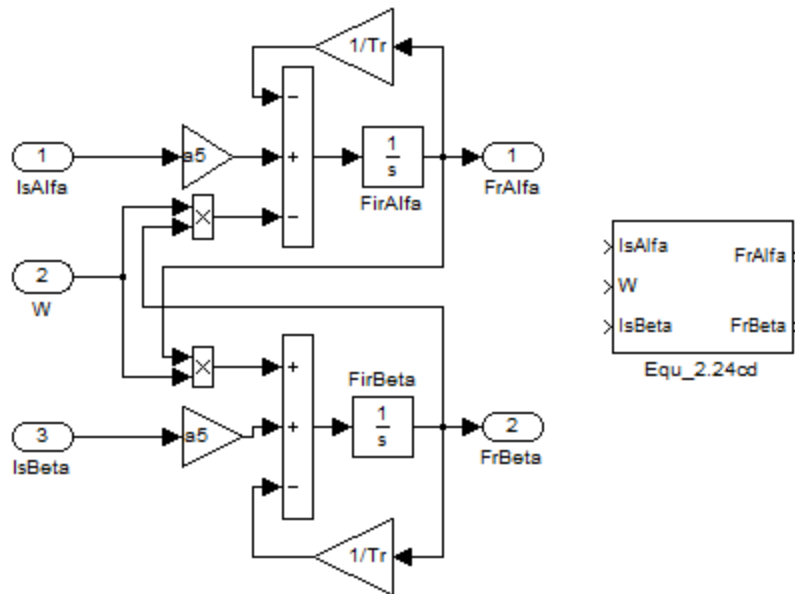 1/Tr
−
1
a5
+
1
s
1
IsAlfa
FirAlfa
FrAlfa
×
−
IsAlfa
FrAlfa
2
W
W
IsBeta
FrBeta
×
+
FirBeta
Equ_2.24cd
3
a5
+
1
s
2
IsBeta
FrBeta
−
1/Tr